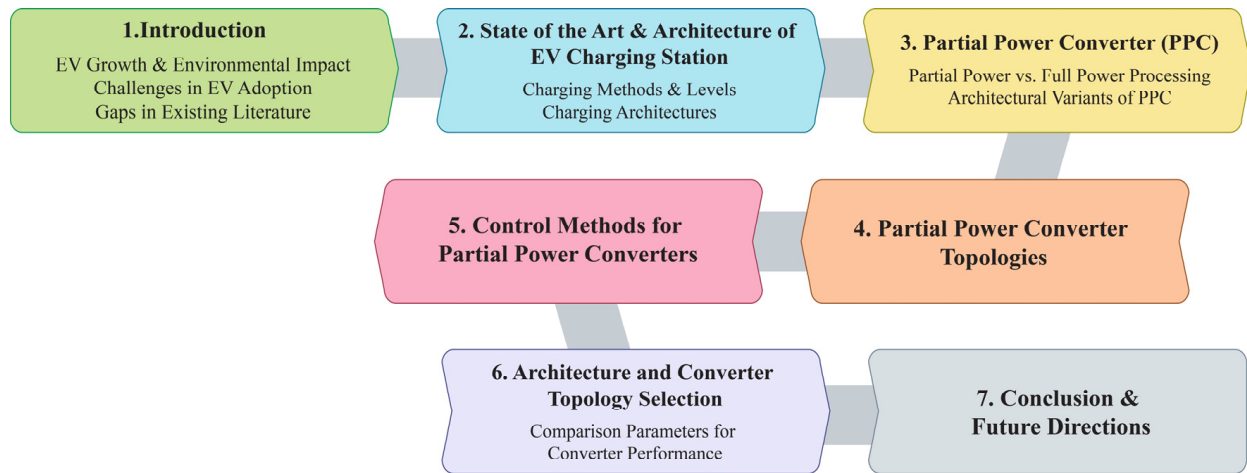 1.Introduction
EV Growth & Environmental Impact
Challenges in EV Adoption
Gaps in Existing Literature
2. State of the Art & Architecture of
EV Charging Station
Charging Methods & Levels
Charging Architectures
3. Partial Power Converter (PPC)
Partial Power vs. Full Power Processing
Architectural Variants of PPC
4. Partial Power Converter
Topologies
5. Control Methods for
Partial Power Converters
6. Architecture and Converter
Topology Selection
Comparison Parameters for
Converter Performance
7. Conclusion &
Future Directions